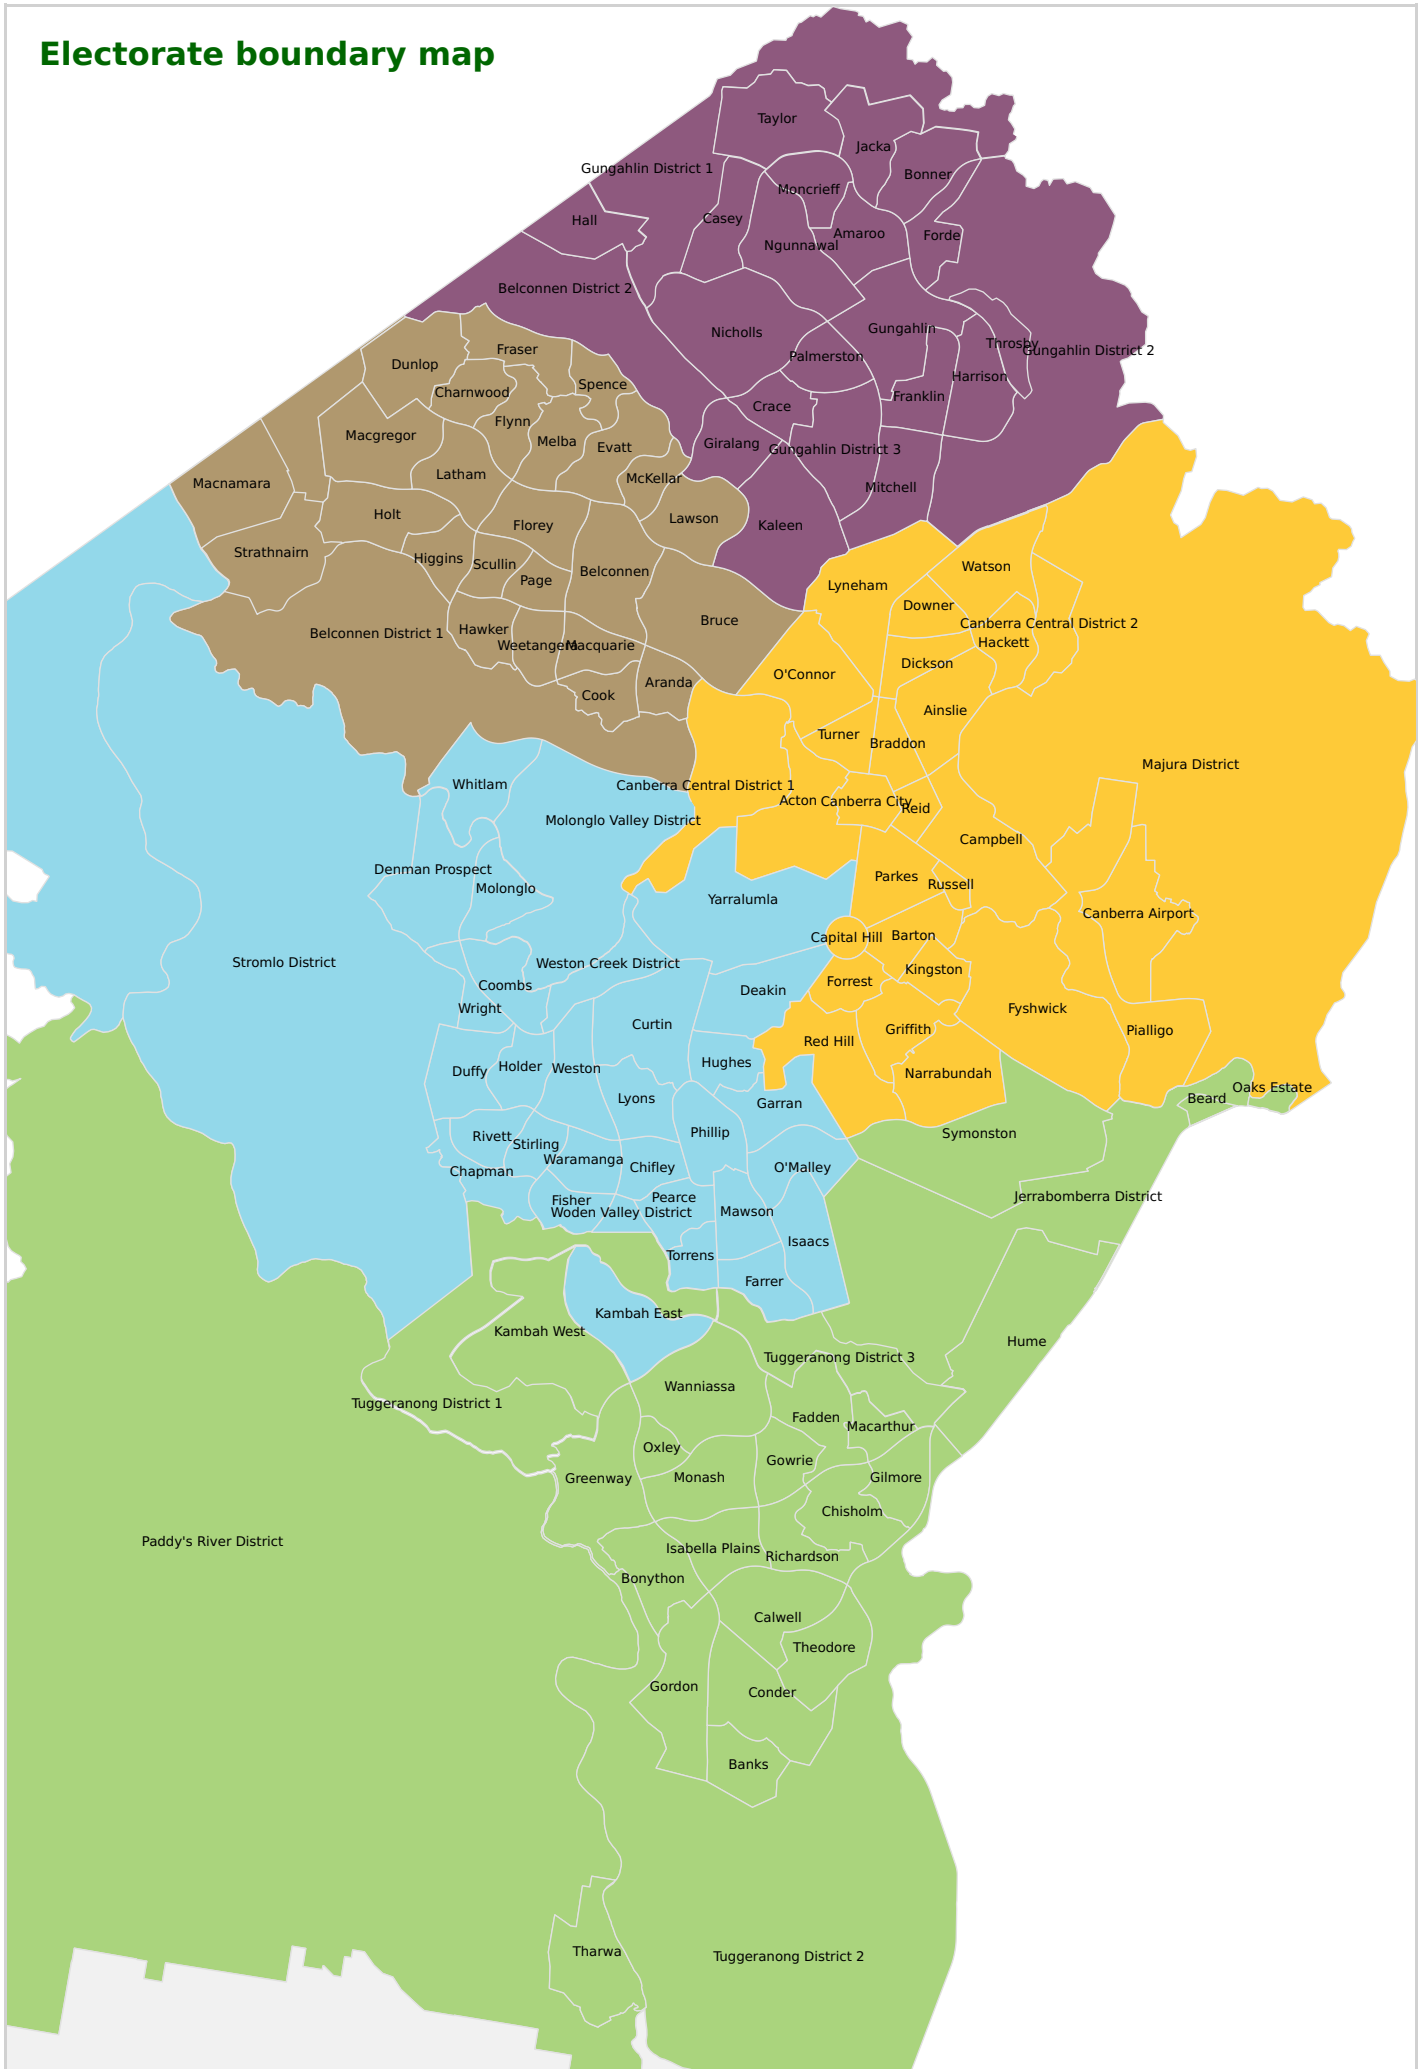 Electorate boundary map
Taylor
Jacka
Gungahlin District 1
Bonner
Moncrieff
Hall
Casey
Amaroo
Forde
Ngunnawal
Belconnen District 2
Gungahlin
Nicholls
Throsby
Gungahlin District 2
Fraser
Palmerston
Dunlop
Harrison
Spence
Charnwood
Franklin
Crace
Flynn
Macgregor
Melba
Giralang
Evatt
Gungahlin District 3
Latham
McKellar
Macnamara
Mitchell
Holt
Lawson
Florey
Kaleen
Strathnairn
Higgins
Scullin
Watson
Belconnen
Page
Lyneham
Downer
Bruce
Canberra Central District 2
Hawker
Belconnen District 1
Hackett
Weetangera
Macquarie
Dickson
O'Connor
Aranda
Cook
Ainslie
Turner
Braddon
Majura District
Whitlam
Canberra Central District 1
Acton
Canberra City
Reid
Molonglo Valley District
Campbell
Denman Prospect
Parkes
Russell
Molonglo
Yarralumla
Canberra Airport
Capital Hill
Barton
Stromlo District
Weston Creek District
Kingston
Forrest
Coombs
Deakin
Wright
Fyshwick
Curtin
Griffith
Pialligo
Red Hill
Hughes
Holder
Weston
Duffy
Narrabundah
Oaks Estate
Lyons
Beard
Garran
Phillip
Symonston
Rivett
Stirling
Waramanga
Chifley
O'Malley
Chapman
Jerrabomberra District
Pearce
Fisher
Woden Valley District
Mawson
Isaacs
Torrens
Farrer
Kambah East
Kambah West
Hume
Tuggeranong District 3
Wanniassa
Tuggeranong District 1
Fadden
Macarthur
Oxley
Gowrie
Greenway
Monash
Gilmore
Chisholm
Paddy's River District
Isabella Plains
Richardson
Bonython
Calwell
Theodore
Gordon
Conder
Banks
Tharwa
Tuggeranong District 2